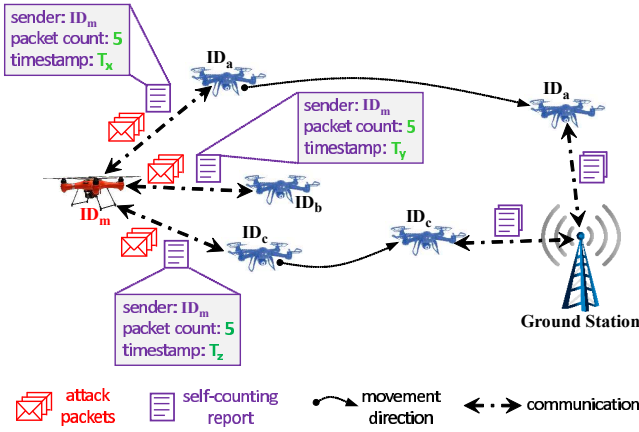 sender: IDm
packet count: 5
timestamp: Tx
IDa
IDa
sender: IDm
packet count: 5
timestamp: Ty
IDm
IDb
IDc
IDc
sender: IDm
packet count: 5
timestamp: Tz
Ground Station
attack
packets
self-counting
report
movement
direction
communication